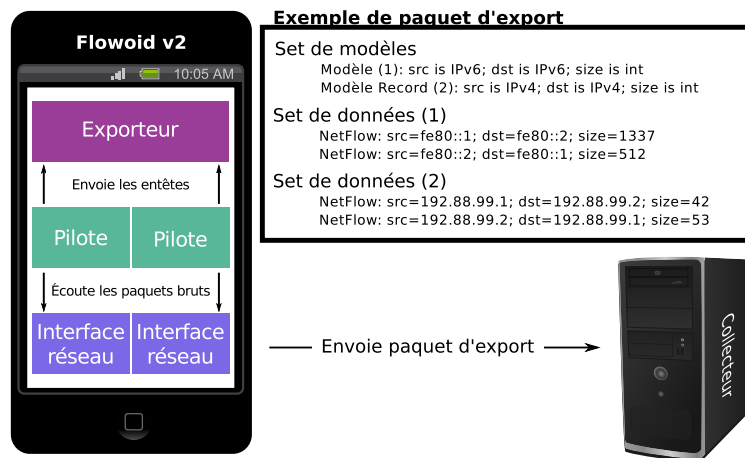 Flowoid v2
10:05 AM
Exporteur
Envoie les entêtes
Pilote
Pilote
Écoute les paquets bruts
Interface
réseau
Interface
réseau
Exemple de paquet d'export
Set de modèles
Modèle (1): src is IPv6; dst is IPv6; size is int
Modèle Record (2): src is IPv4; dst is IPv4; size is int
Set de données (1)
NetFlow: src=fe80::1; dst=fe80::2; size=1337
NetFlow: src=fe80::2; dst=fe80::1; size=512
Set de données (2)
NetFlow: src=192.88.99.1; dst=192.88.99.2; size=42
NetFlow: src=192.88.99.2; dst=192.88.99.1; size=53
Envoie paquet d'export
Collecteur